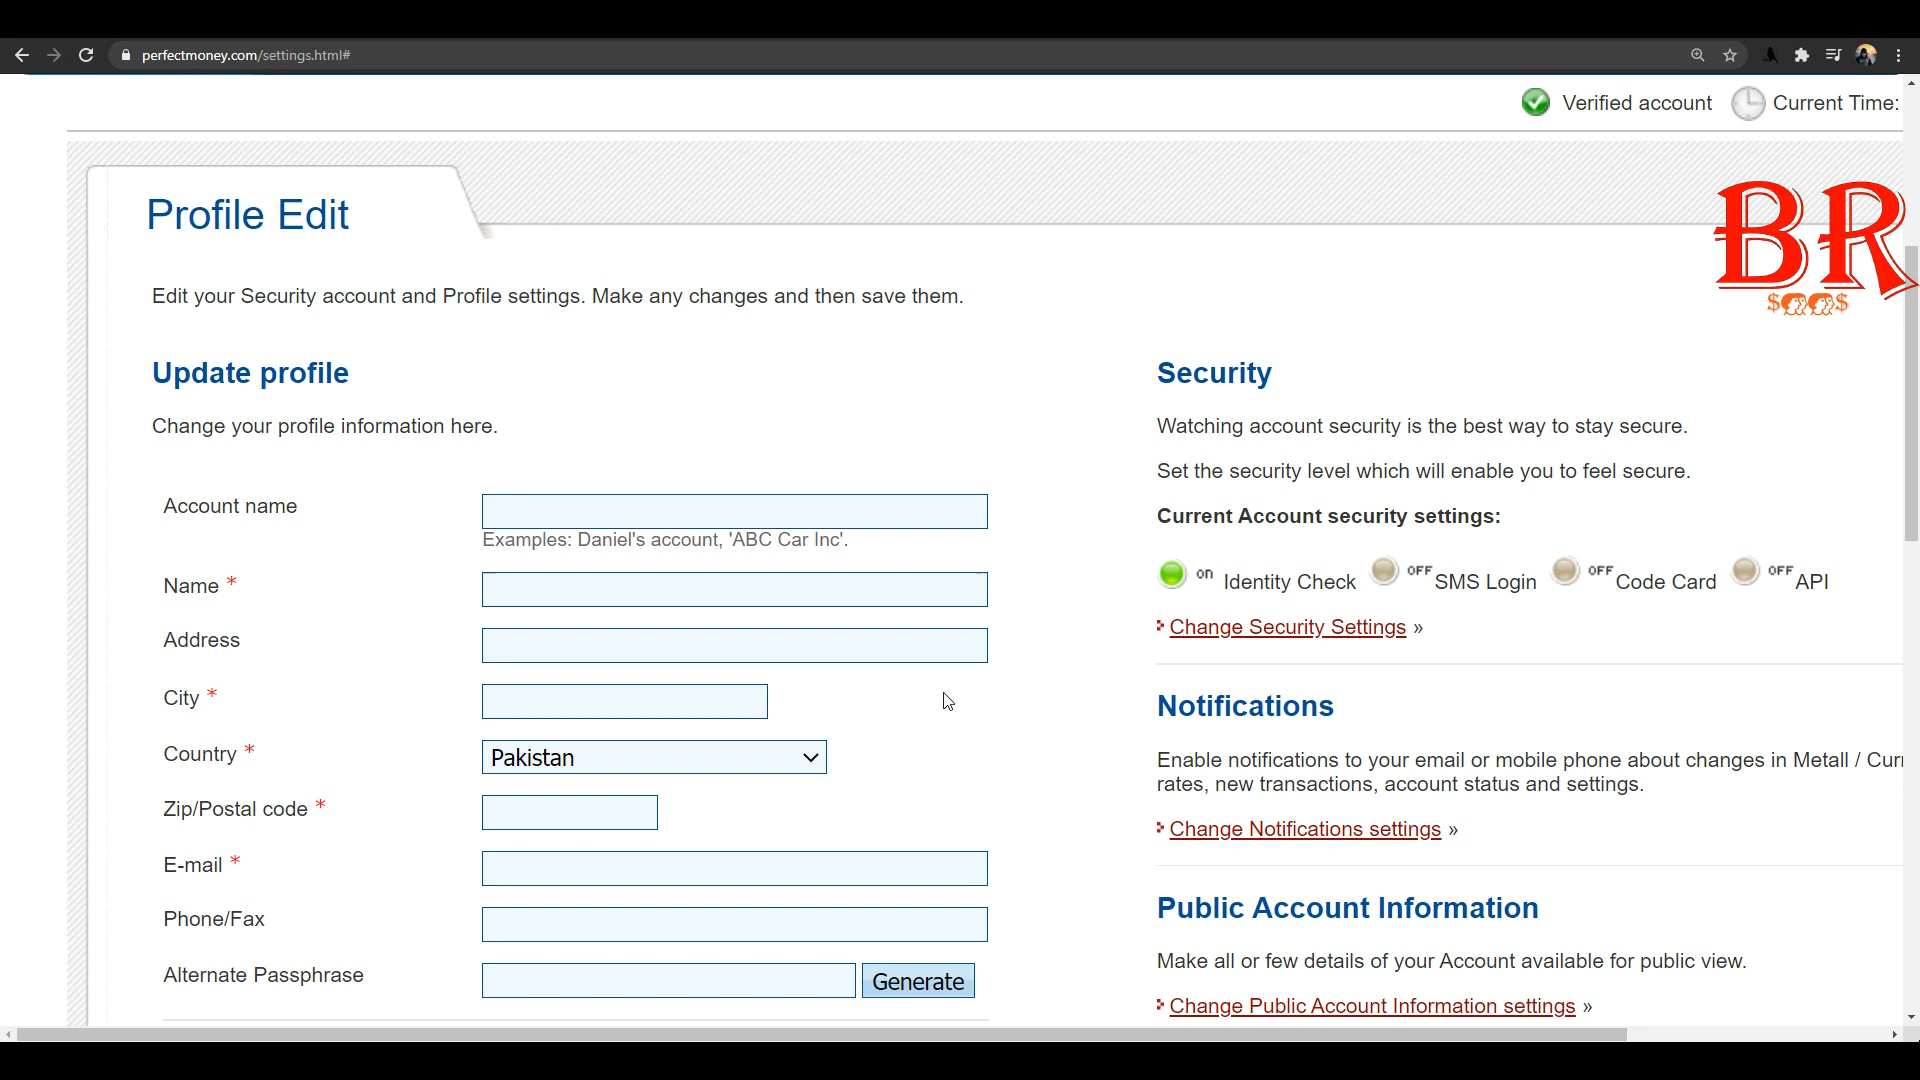 perfectmoney.com/settings.html#
Verified account
Current Time:
Profile Edit
BR
Edit your Security account and Profile settings. Make any changes and then save them.
Update profile
Change your profile information here.
Account name
Examples: Daniel's account, 'ABC Car Inc'.
Name *
Address
City *
Country *
Pakistan
Zip/Postal code *
E-mail *
Phone/Fax
Alternate Passphrase
Generate
Security
Watching account security is the best way to stay secure.
Set the security level which will enable you to feel secure.
Current Account security settings:
on Identity Check OFF SMS Login OFF Code Card OFF API
Change Security Settings »
Notifications
Enable notifications to your email or mobile phone about changes in Metall /
rates, new transactions, account status and settings.
Change Notifications settings »
Public Account Information
Make all or few details of your Account available for public view.
Change Public Account Information settings »